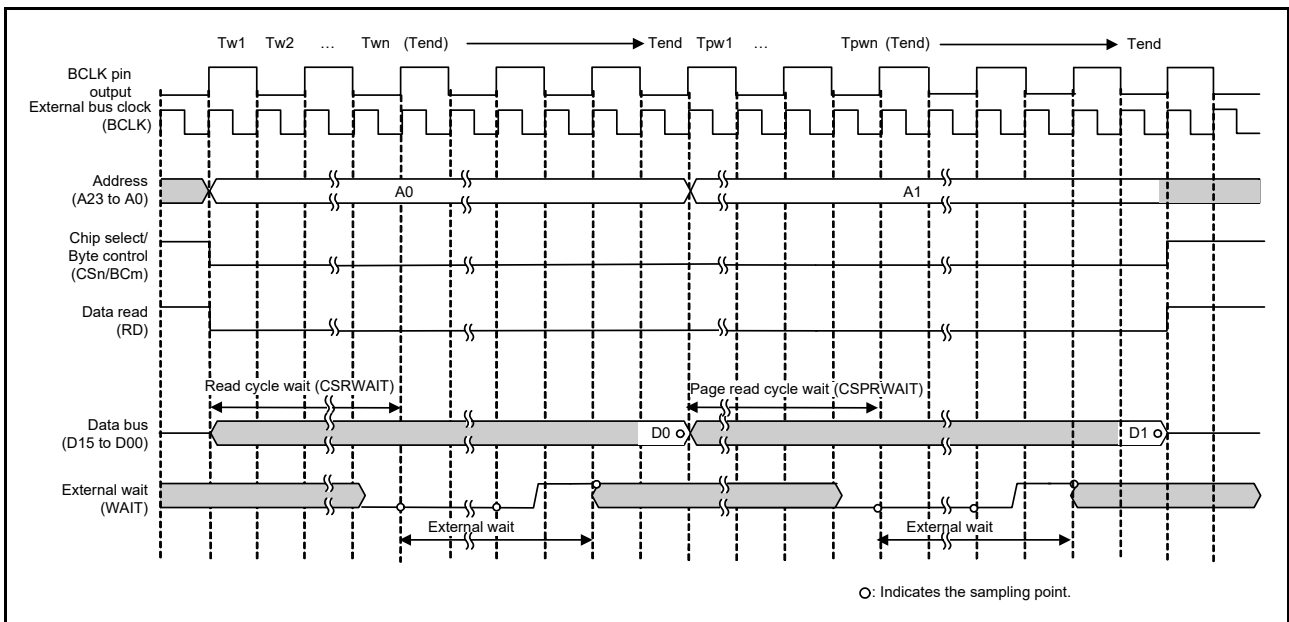 Tw1 Tw2 … Twn (Tend) Tend Tpw1 … Tpwn (Tend) Tend
BCLK pin
output
External bus clock
(BCLK)
Address
(A23 to A0)
A0 A1
Chip select/
Byte control
(CSn/BCm)
Data read
(RD)
Read cycle wait (CSRWAIT) Page read cycle wait (CSPRWAIT)
Data bus
(D15 to D00)
D0 D1
External wait
(WAIT)
External wait External wait
: Indicates the sampling point.